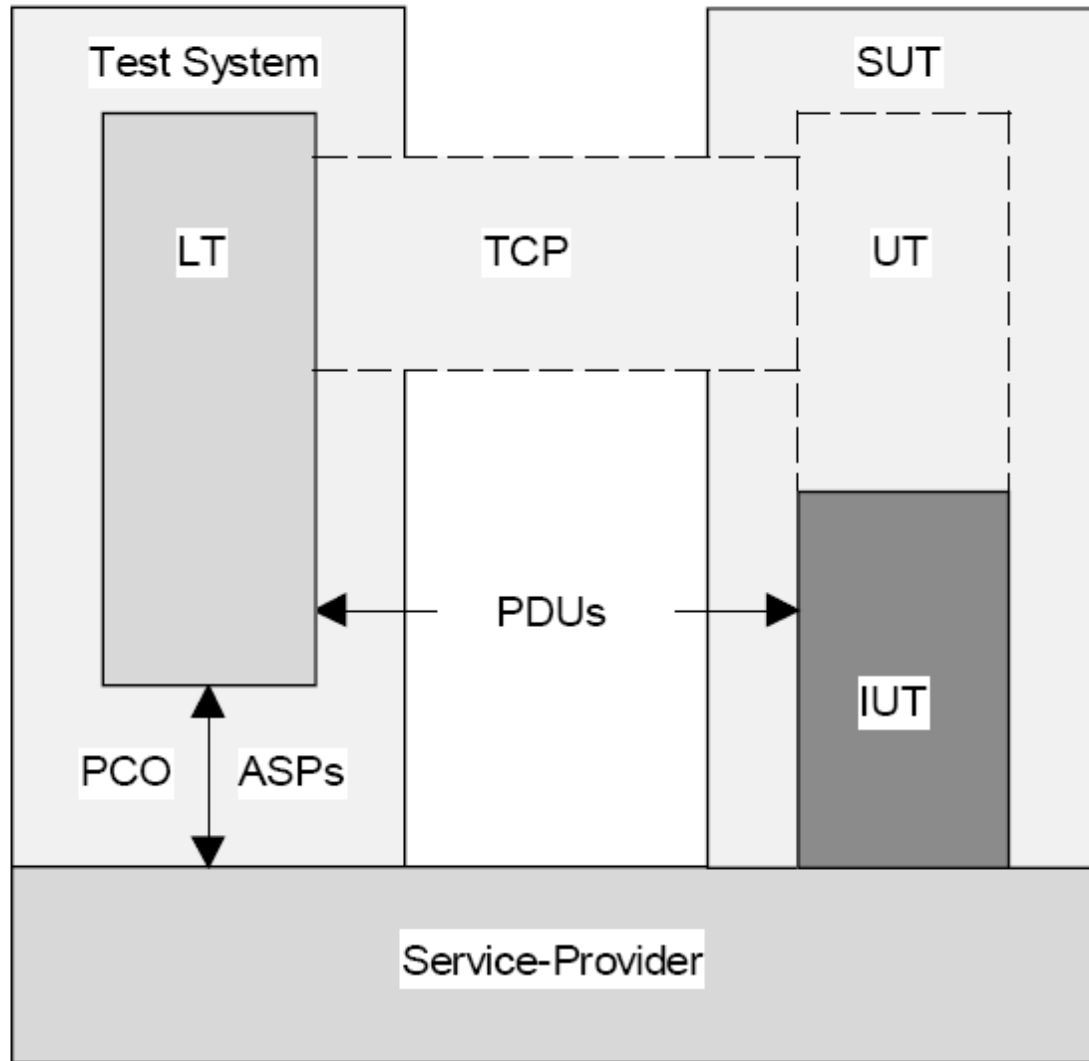 Test System
SUT
LT
TCP
UT
PDUs
IUT
PCO
ASPs
Service-Provider